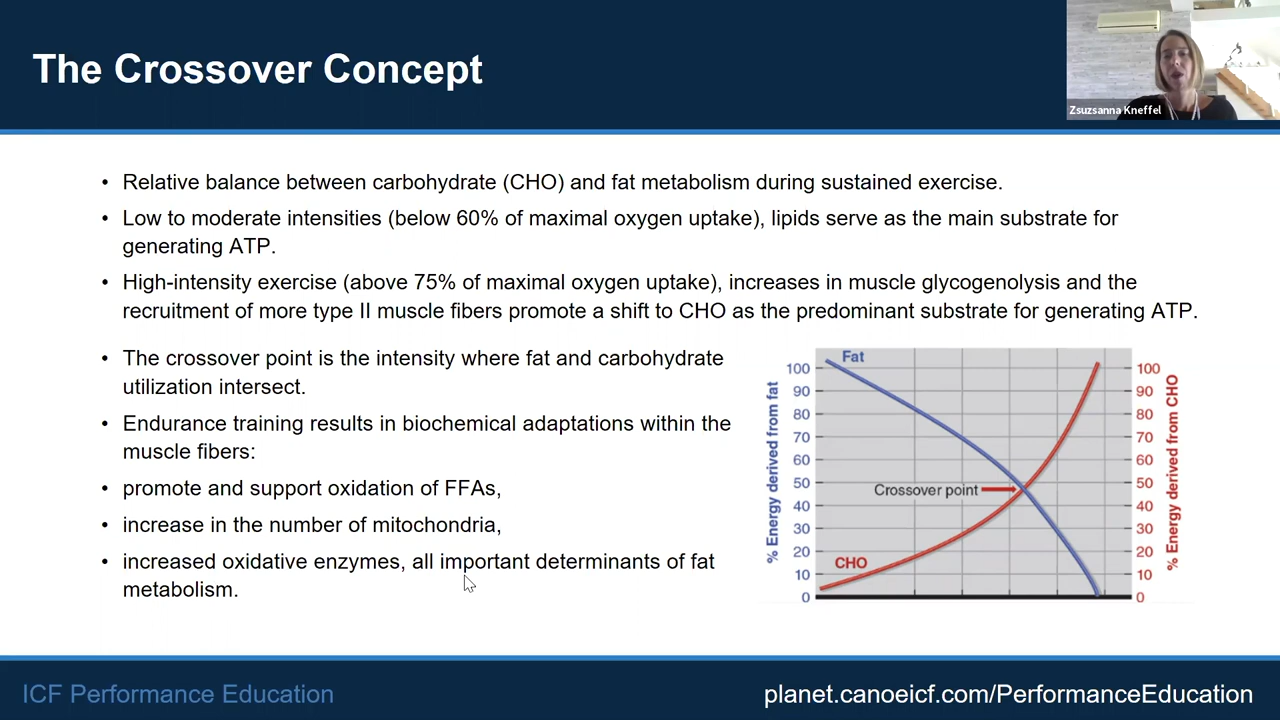 The Crossover Concept
Zsuzsanna Kneffel
• Relative balance between carbohydrate (CHO) and fat metabolism during sustained exercise.
• Low to moderate intensities (below 60% of maximal oxygen uptake), lipids serve as the main substrate for
generating ATP.
• High-intensity exercise (above 75% of maximal oxygen uptake), increases in muscle glycogenolysis and the
recruitment of more type II muscle fibers promote a shift to CHO as the predominant substrate for generating ATP.
• The crossover point is the intensity where fat and carbohydrate
utilization intersect.
• Endurance training results in biochemical adaptations within the
muscle fibers:
• promote and support oxidation of FFAs,
• increase in the number of mitochondria,
• increased oxidative enzymes, all important determinants of fat
metabolism.
% Energy derived from fat
100
90
80
70
60
50
40
30
20
10
0
Fat
Crossover point
CHO
100
90
80
70
60
50
40
30
20
10
0
% Energy derived from CHO
ICF Performance Education
planet.canoeicf.com/PerformanceEducation